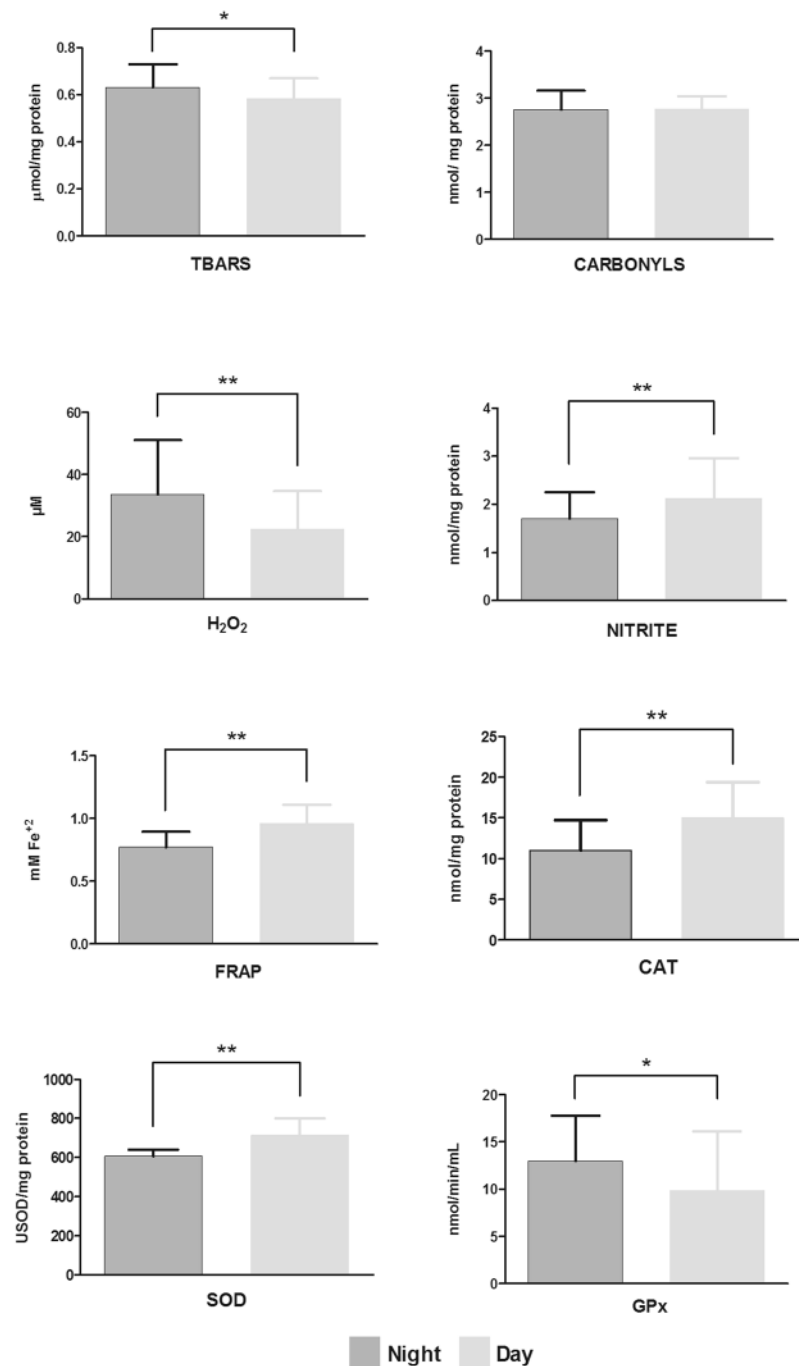 *
0.8
0.6
0.4
0.2
0.0
μmol/mg protein
TBARS
4
3
2
1
0
nmol/ mg protein
CARBONYLS
**
60
40
20
0
μM
H₂O₂
**
4
3
2
1
0
nmol/mg protein
NITRITE
**
1.5
1.0
0.5
0.0
mM Fe⁺²
FRAP
**
25
20
15
10
5
0
nmol/mg protein
CAT
**
1000
800
600
400
200
0
USOD/mg protein
SOD
*
20
15
10
5
0
nmol/min/mL
GPx
Night Day